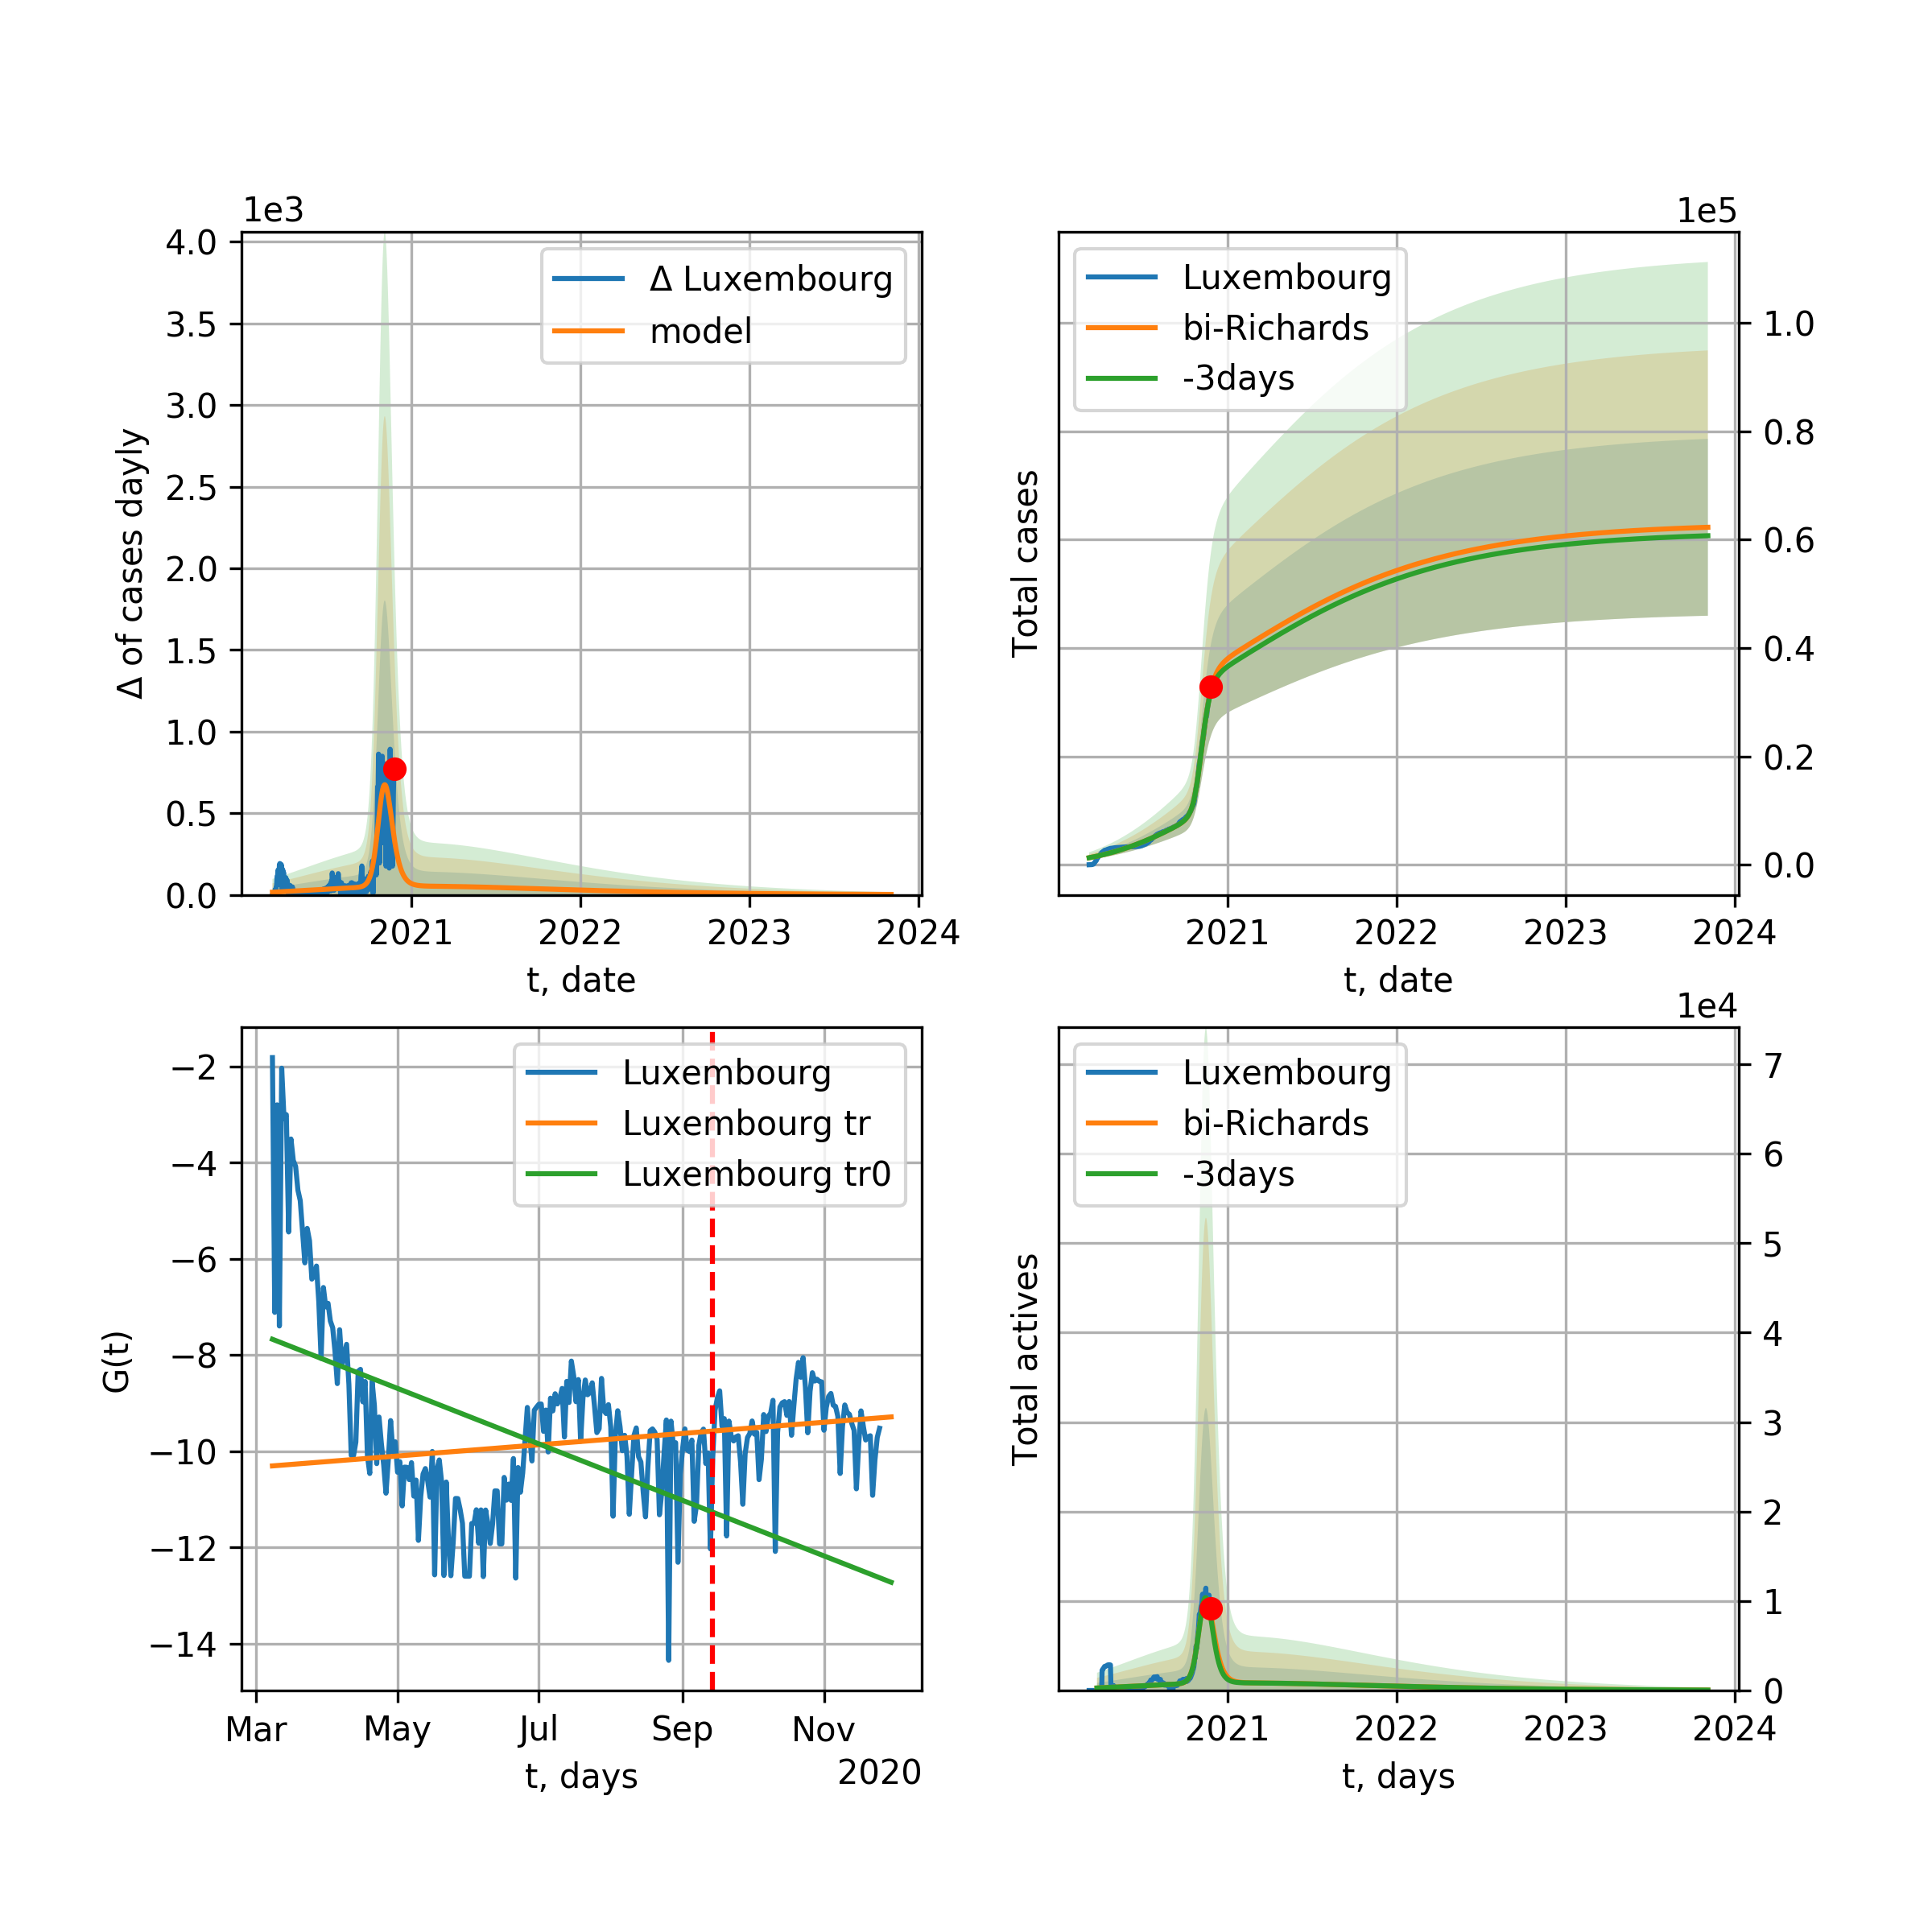 1e3
4.0
3.5
3.0
2.5
2.0
1.5
1.0
0.5
0.0
Δ of cases dayly
Δ Luxembourg
model
2021 2022 2023 2024
t, date
1e5
Luxembourg
bi-Richards
-3days
1.0
0.8
0.6
0.4
0.2
0.0
Total cases
2021 2022 2023 2024
t, date
−2
−4
−6
−8
−10
−12
−14
G(t)
Luxembourg
Luxembourg tr
Luxembourg tr0
Mar May Jul Sep Nov
2020
t, days
1e4
Luxembourg
bi-Richards
-3days
7
6
5
4
3
2
1
0
Total actives
2021 2022 2023 2024
t, days